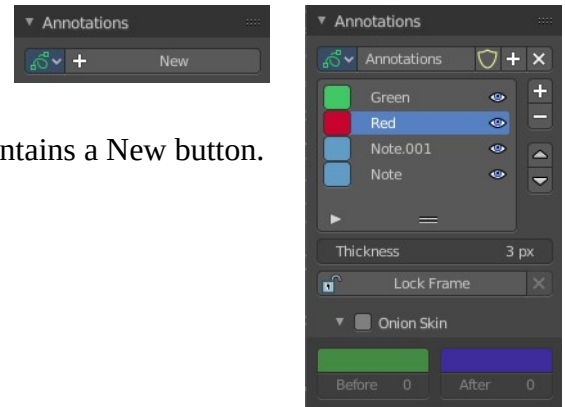 Annotations
New
ntains a New button.
Annotations
Annotations
Green
Red
Note.001
Note
Thickness 3 px
Lock Frame
Onion Skin
Before 0 After 0